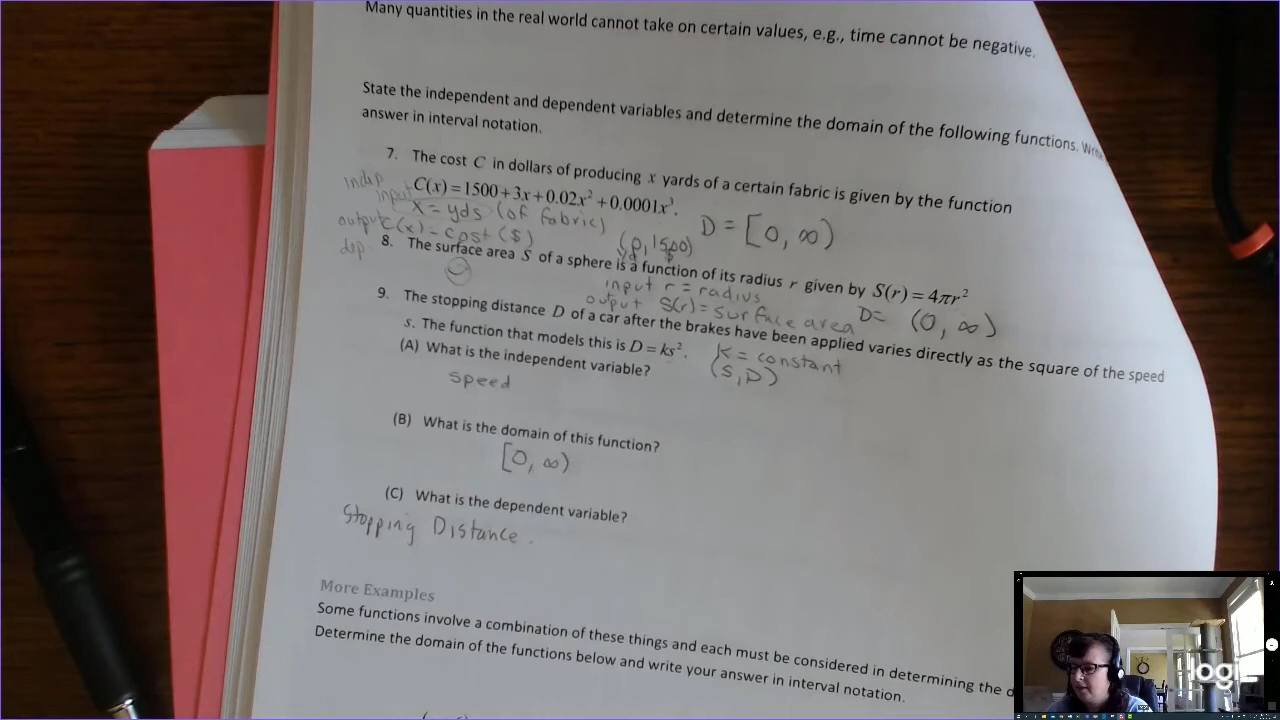 Many quantities in the real world cannot take on certain values, e.g., time cannot be negative.
State the independent and dependent variables and determine the domain of the following functions. Write
answer in interval notation.
7. The cost C in dollars of producing x yards of a certain fabric is given by the function
indep
input C(x) = 1500 + 3x + 0.02x² + 0.0001x³.
x = yds (of fabric)
D = [0, ∞)
output C(x) = cost ($)
(0, 1500)
yd $
dep
8. The surface area S of a sphere is a function of its radius r given by S(r) = 4πr²
input r = radius
output S(r) = surface area
D = (0, ∞)
9. The stopping distance D of a car after the brakes have been applied varies directly as the square of the speed
s. The function that models this is D = ks².
k = constant
(S, D)
(A) What is the independent variable?
speed
(B) What is the domain of this function?
[0, ∞)
(C) What is the dependent variable?
Stopping Distance.
More Examples
Some functions involve a combination of these things and each must be considered in determining the d
Determine the domain of the functions below and write your answer in interval notation.
logi